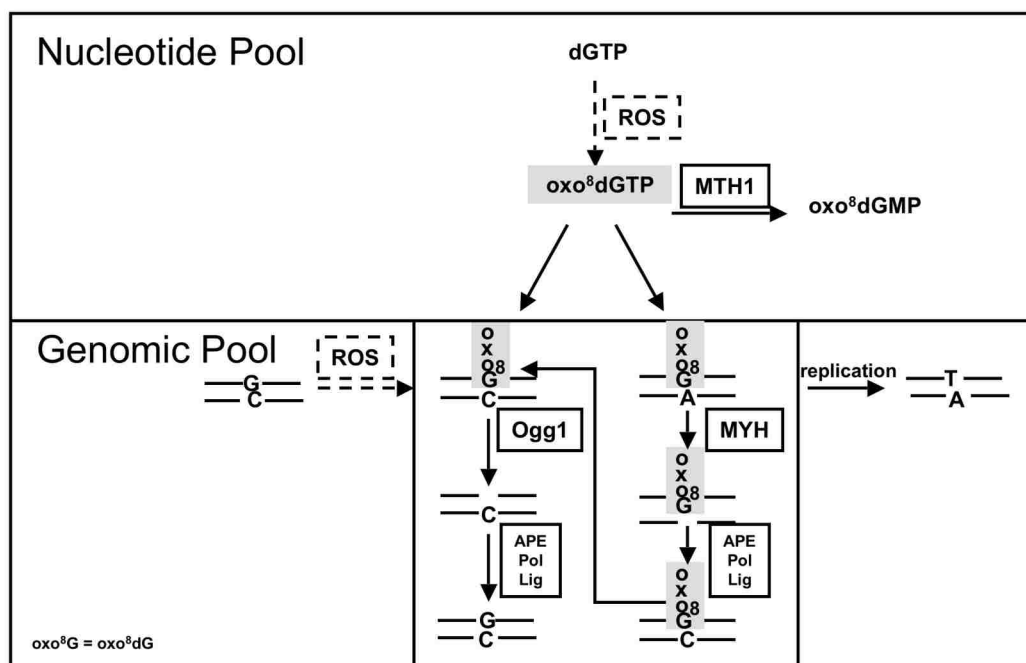 Nucleotide Pool
dGTP
ROS
oxo⁸dGTP
MTH1
oxo⁸dGMP
Genomic Pool
ROS
G
C
o
x
o8
G
C
Ogg1
C
APE
Pol
Lig
G
C
o
x
o8
G
A
MYH
o
x
o8
G
APE
Pol
Lig
o
x
o8
G
C
replication
T
A
oxo⁸G = oxo⁸dG